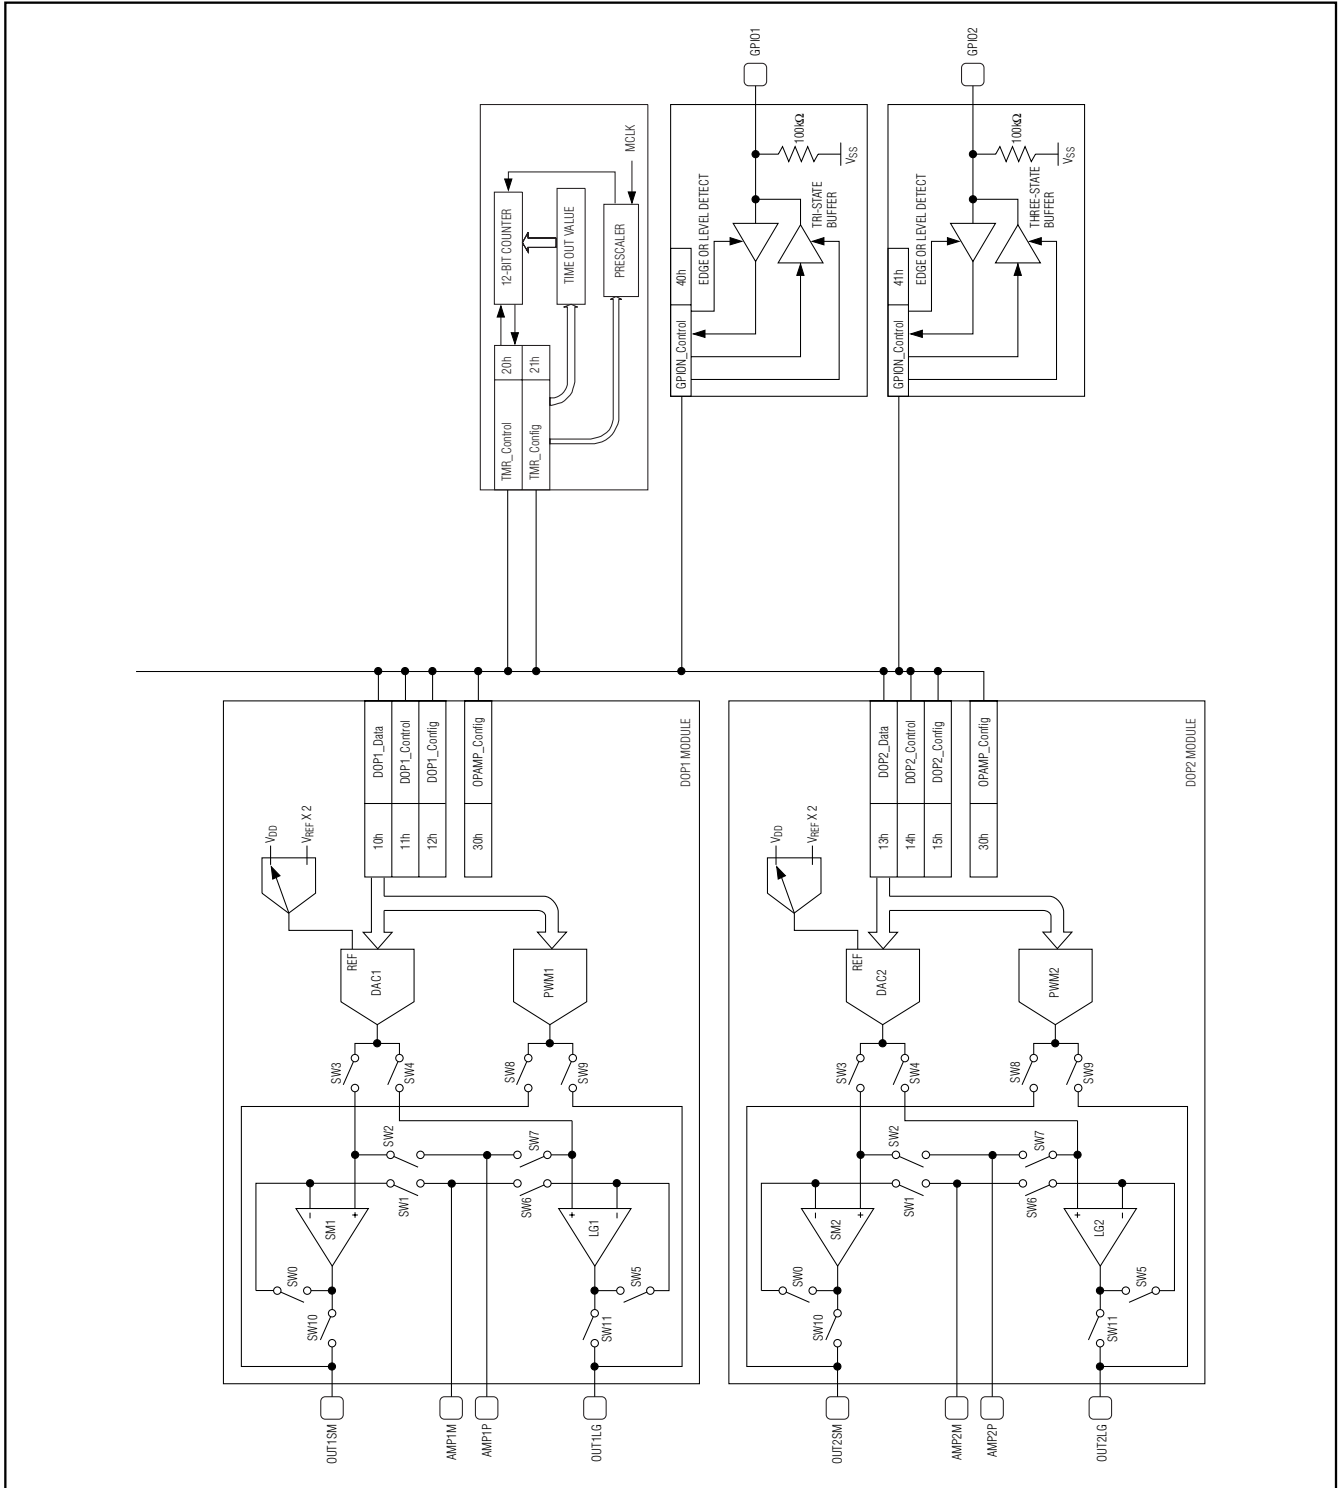 GPIO1
GPIO2
MCLK
12-BIT COUNTER
TIME OUT VALUE
PRESCALER
TMR_Control 20h
TMR_Config 21h
100kΩ
VSS
EDGE OR LEVEL DETECT
TRI-STATE
BUFFER
GPION_Control 40h
100kΩ
VSS
EDGE OR LEVEL DETECT
THREE-STATE
BUFFER
GPION_Control 41h
DOP1 MODULE
10h DOP1_Data
11h DOP1_Control
12h DOP1_Config
30h OPAMP_Config
VDD
VREF X 2
REF
DAC1
PWM1
SW3
SW4
SW8
SW9
SW2
SW7
SW1
SW6
SM1
- +
LG1
+ -
SW0
SW5
SW10
SW11
OUT1SM
AMP1M
AMP1P
OUT1LG
DOP2 MODULE
13h DOP2_Data
14h DOP2_Control
15h DOP2_Config
30h OPAMP_Config
VDD
VREF X 2
REF
DAC2
PWM2
SW3
SW4
SW8
SW9
SW2
SW7
SW1
SW6
SM2
- +
LG2
+ -
SW0
SW5
SW10
SW11
OUT2SM
AMP2M
AMP2P
OUT2LG